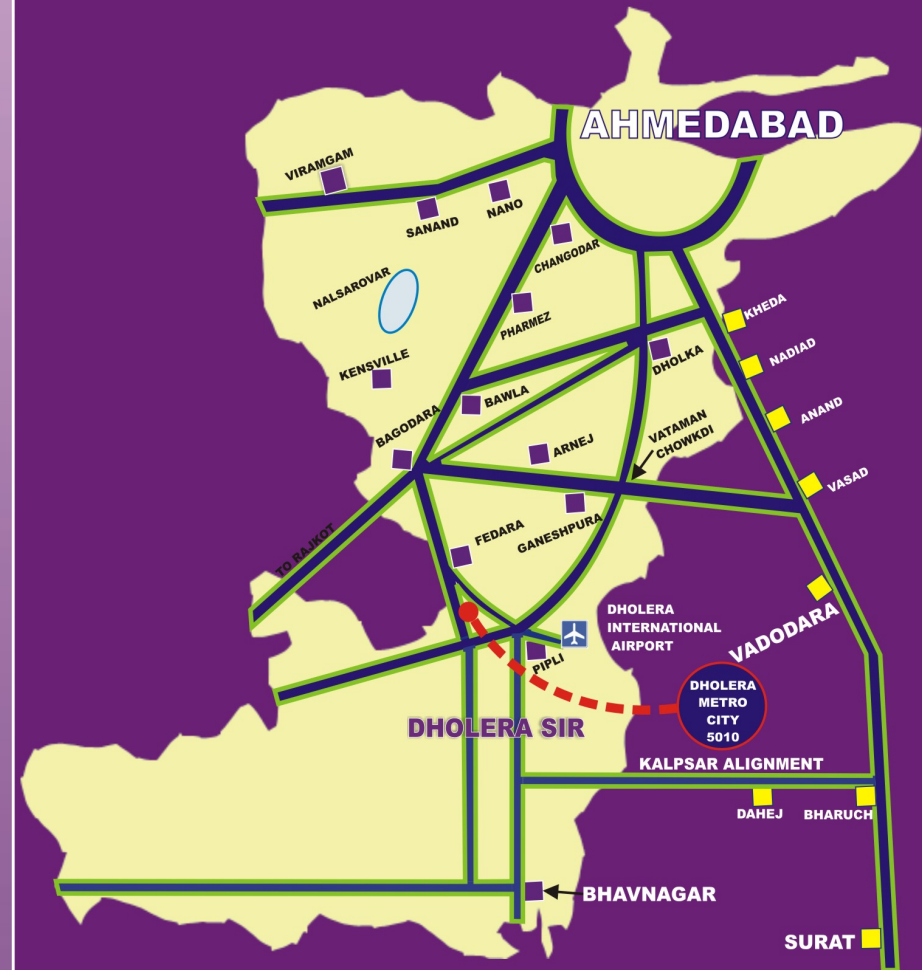 AHMEDABAD
VIRAMGAM
SANAND
NANO
CHANGODAR
NALSAROVAR
PHARMEZ
KHEDA
KENSVILLE
DHOLKA
NADIAD
BAWLA
BAGODARA
ANAND
VATAMAN
CHOWKDI
ARNEJ
VASAD
GANESHPURA
FEDARA
TO RAJKOT
DHOLERA
INTERNATIONAL
AIRPORT
VADODARA
PIPLI
DHOLERA
METRO
CITY
5010
DHOLERA SIR
KALPSAR ALIGNMENT
DAHEJ
BHARUCH
BHAVNAGAR
SURAT